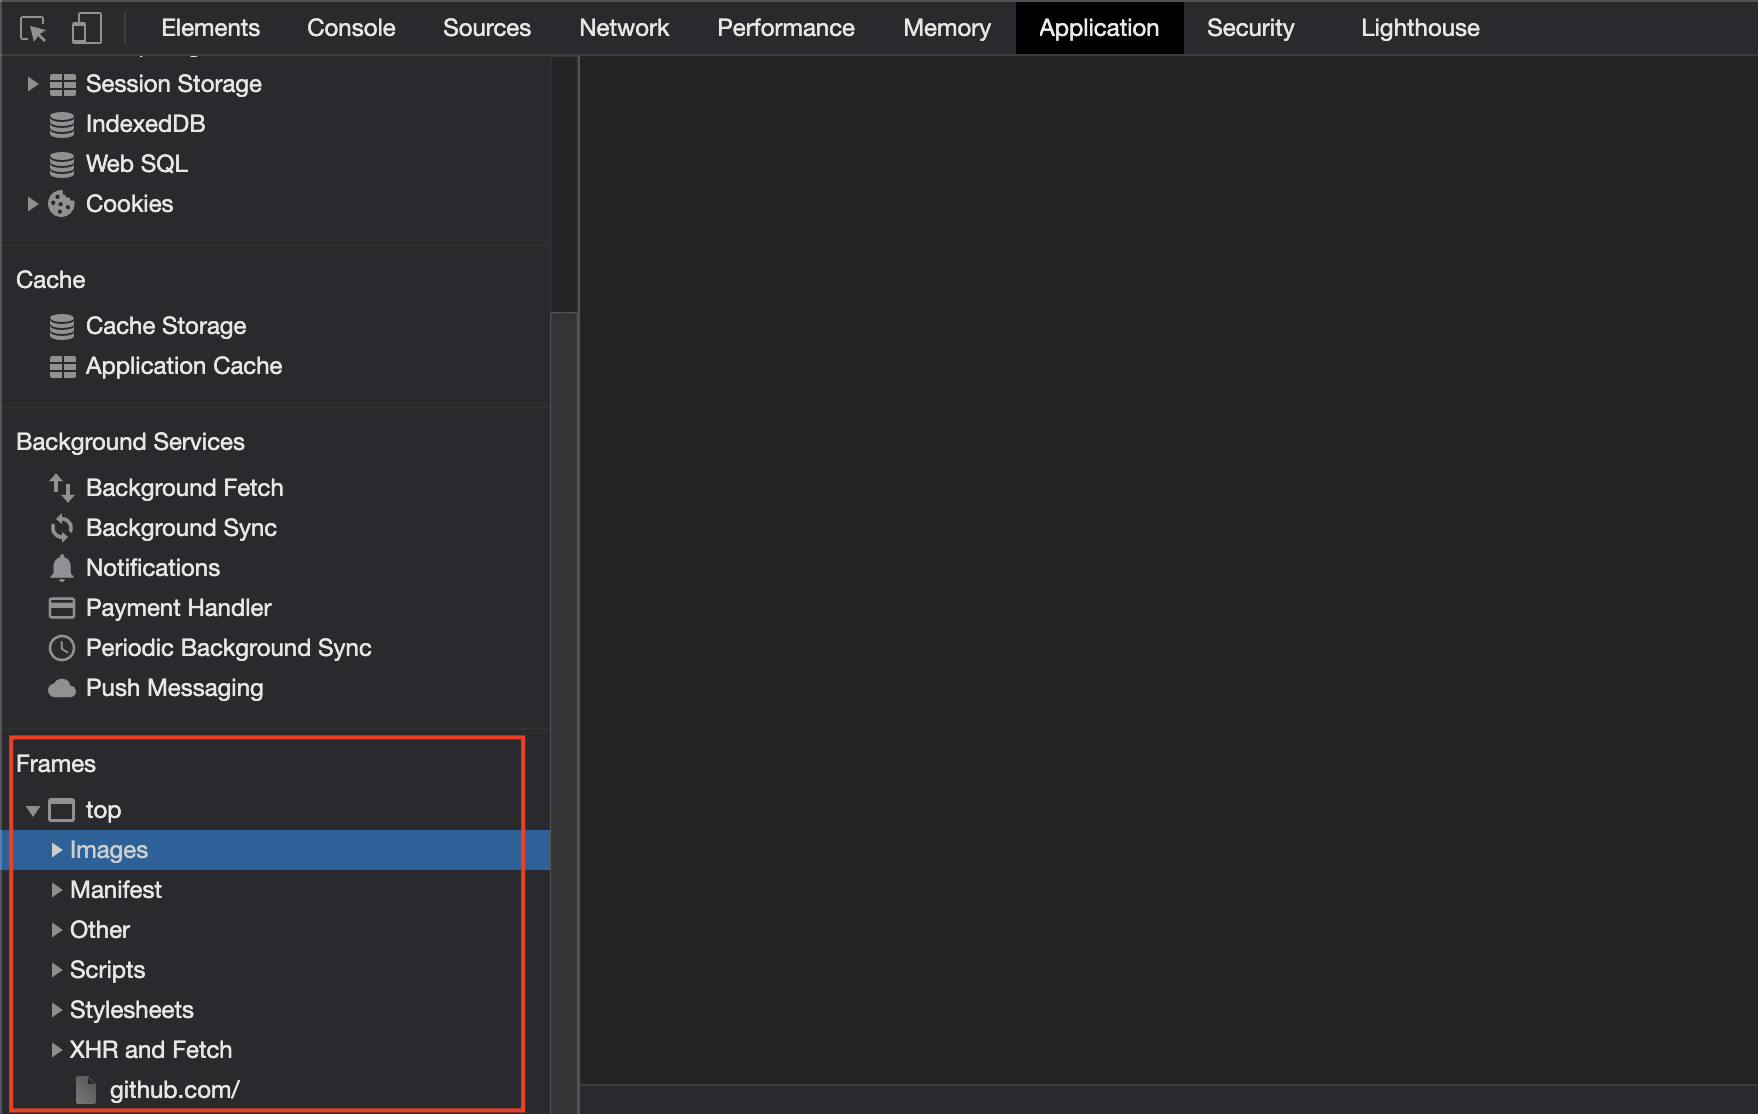 Elements Console Sources Network Performance Memory Application Security Lighthouse
Session Storage
IndexedDB
Web SQL
Cookies
Cache
Cache Storage
Application Cache
Background Services
Background Fetch
Background Sync
Notifications
Payment Handler
Periodic Background Sync
Push Messaging
Frames
top
Images
Manifest
Other
Scripts
Stylesheets
XHR and Fetch
github.com/